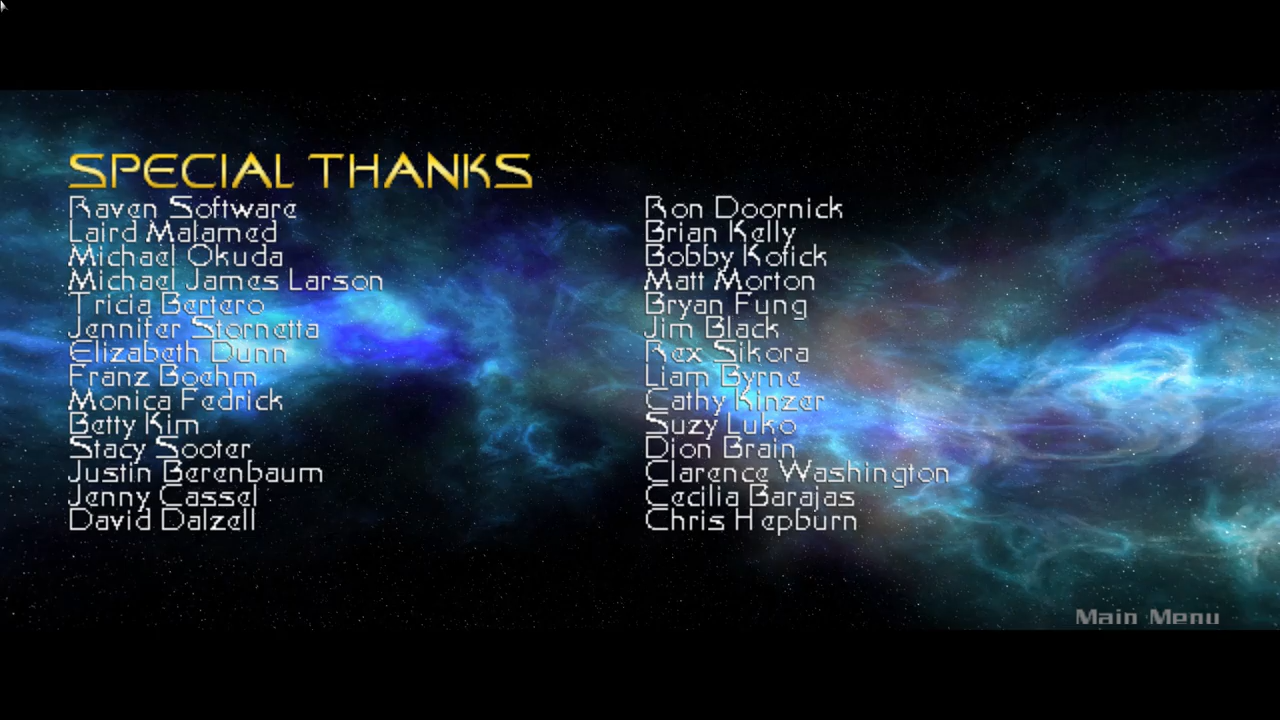 SPECIAL THANKS
Raven Software
Laird Malamed
Michael Okuda
Michael James Larson
Tricia Bertero
Jennifer Stornetta
Elizabeth Dunn
Franz Boehm
Monica Fedrick
Betty Kim
Stacy Sooter
Justin Berenbaum
Jenny Cassel
David Dalzell
Ron Doornick
Brian Kelly
Bobby Kofick
Matt Morton
Bryan Fung
Jim Black
Rex Sikora
Liam Byrne
Cathy Kinzer
Suzy Luko
Dion Brain
Clarence Washington
Cecilia Barajas
Chris Hepburn
Main Menu